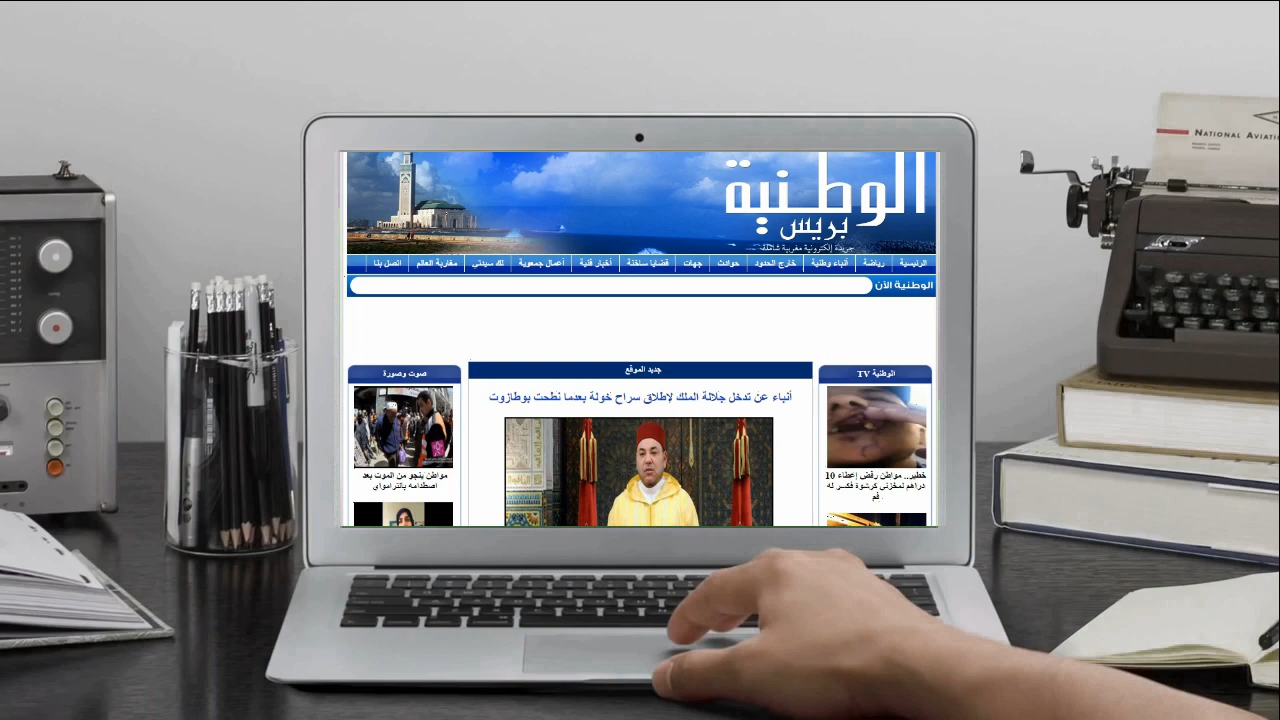 الوطنية
بريس
جريدة إلكترونية مغربية شاملة
الرئيسية
رياضة
أنباء وطنية
خارج الحدود
حوادث
جهات
قضايا ساخنة
أخبار فنية
أعمال جمعوية
لك سيدتي
مغاربة العالم
اتصل بنا
الوطنية الآن
الوطنية TV
جديد الموقع
صوت وصورة
أنباء عن تدخل جلالة الملك لإطلاق سراح خولة بعدما نطحت بوطازوت
خطير.. مواطن رفض إعطاء 10
دراهم لمخزني كرشوة فكسر له
فم .
مواطن ينجو من الموت بعد
اصطدامه بالترامواي
NATIONAL AVIATI